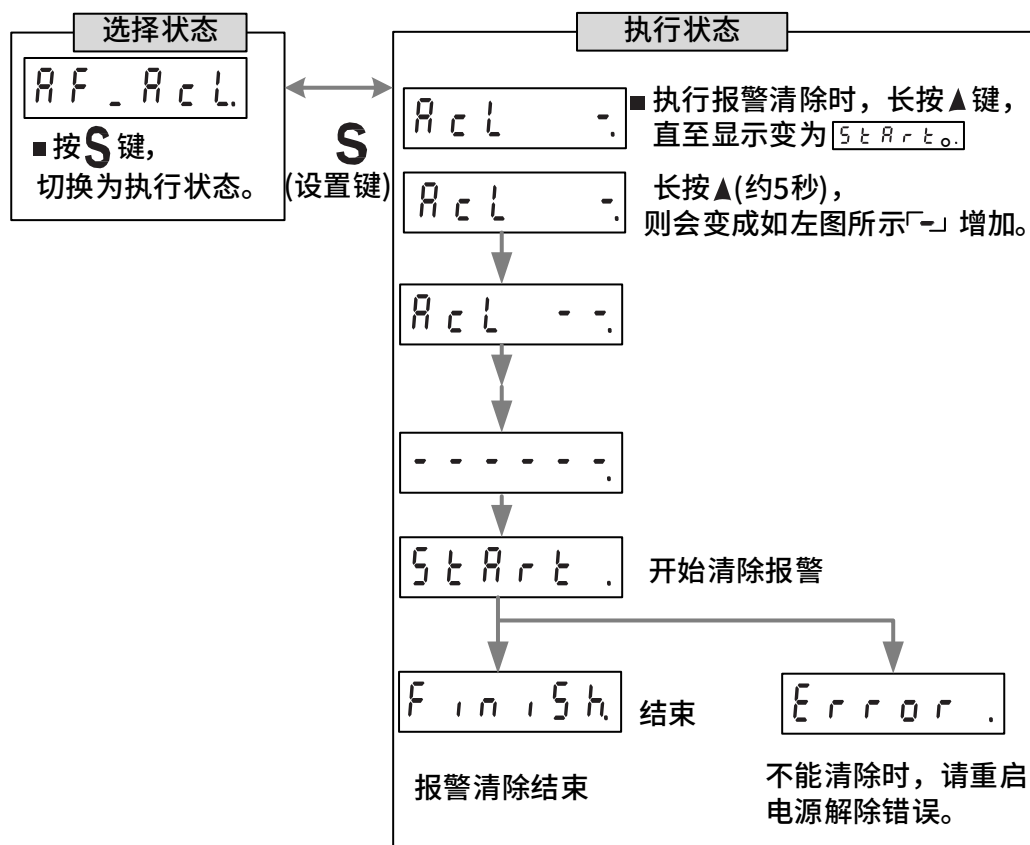 选择状态
AF_AcL.
■按S键，
切换为执行状态。
S
(设置键)
执行状态
AcL -.
■执行报警清除时，长按▲键，
直至显示变为StArt。.
AcL -.
长按▲(约5秒)，
则会变成如左图所示「-」增加。
AcL --.
------.
StArt .
开始清除报警
FiniSh.
结束
Error .
报警清除结束
不能清除时，请重启
电源解除错误。